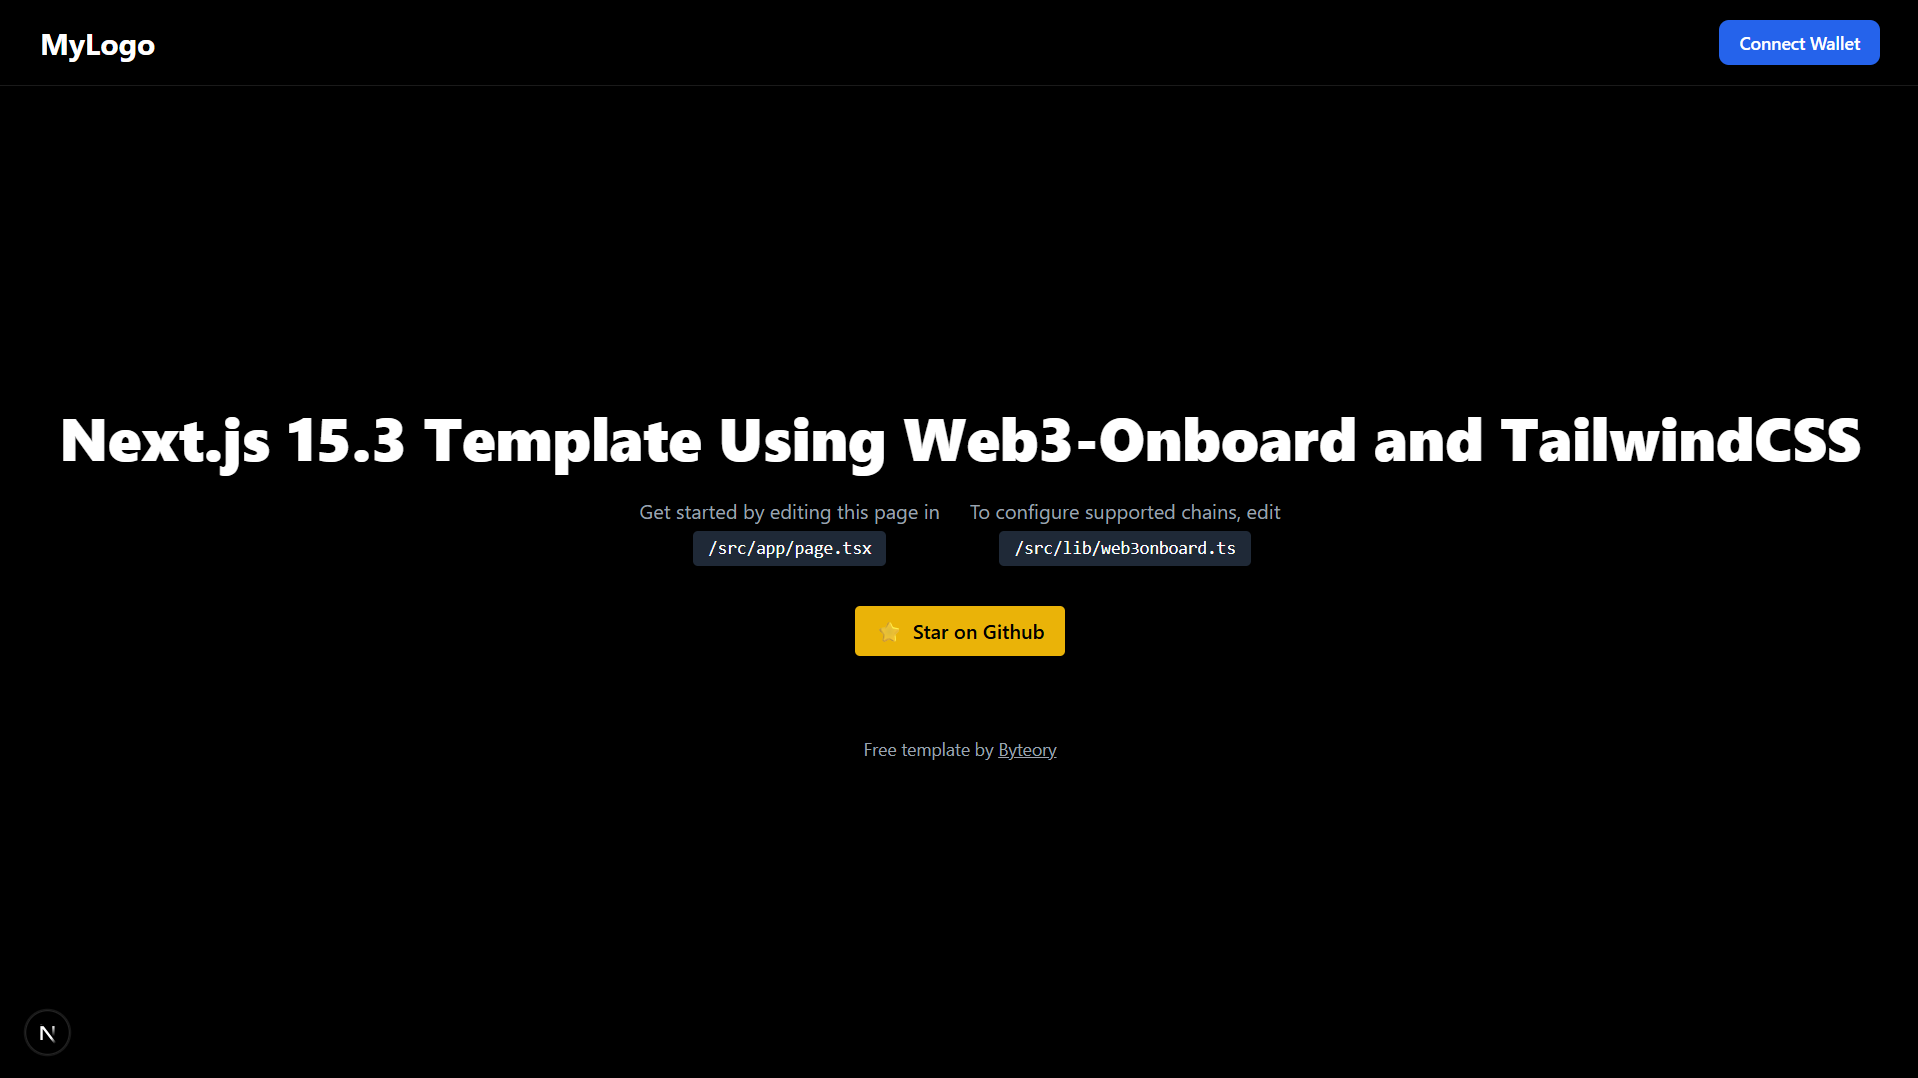 MyLogo
Connect Wallet
Next.js 15.3 Template Using Web3-Onboard and TailwindCSS
Get started by editing this page in
/src/app/page.tsx
To configure supported chains, edit
/src/lib/web3onboard.ts
⭐ Star on Github
Free template by Byteory
N